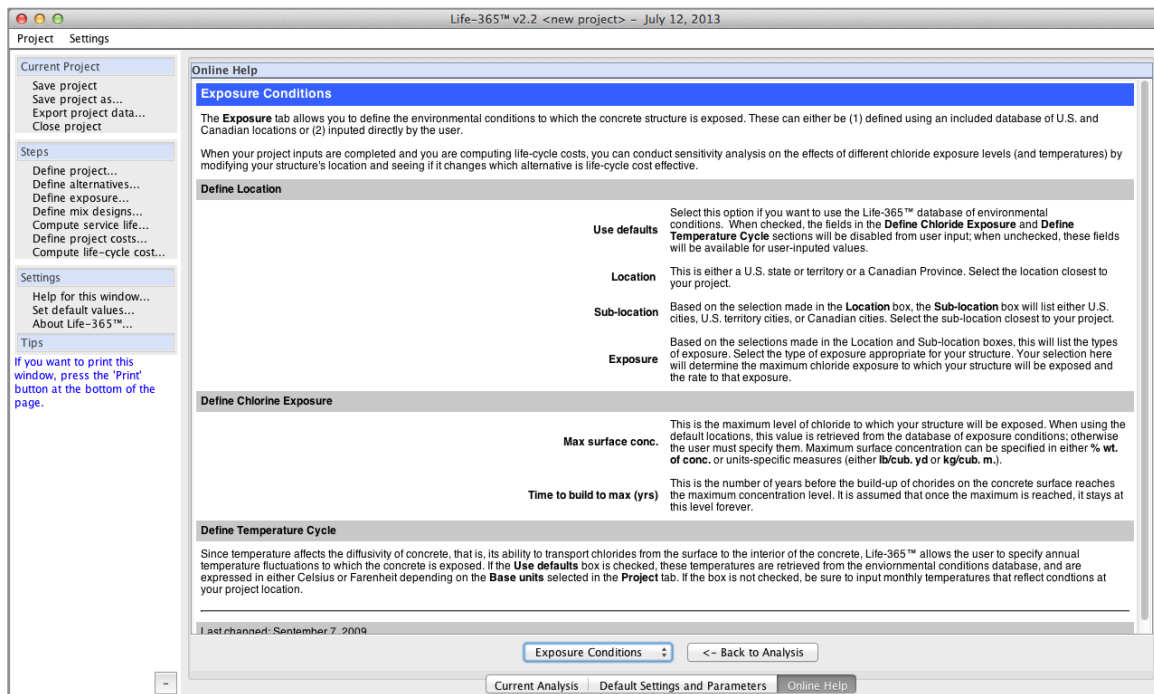 Life-365™ v2.2 <new project> - July 12, 2013
Project Settings
Current Project
Save project
Save project as...
Export project data...
Close project
Steps
Define project...
Define alternatives...
Define exposure...
Define mix designs...
Compute service life...
Define project costs...
Compute life-cycle cost...
Settings
Help for this window...
Set default values...
About Life-365™...
Tips
If you want to print this
window, press the 'Print'
button at the bottom of the
page.
-
Online Help
Exposure Conditions
The Exposure tab allows you to define the environmental conditions to which the concrete structure is exposed. These can either be (1) defined using an included database of U.S. and
Canadian locations or (2) inputed directly by the user.
When your project inputs are completed and you are computing life-cycle costs, you can conduct sensitivity analysis on the effects of different chloride exposure levels (and temperatures) by
modifying your structure's location and seeing if it changes which alternative is life-cycle cost effective.
Define Location
Use defaults
Select this option if you want to use the Life-365™ database of environmental
conditions. When checked, the fields in the Define Chloride Exposure and Define
Temperature Cycle sections will be disabled from user input; when unchecked, these fields
will be available for user-inputed values.
Location
This is either a U.S. state or territory or a Canadian Province. Select the location closest to
your project.
Sub-location
Based on the selection made in the Location box, the Sub-location box will list either U.S.
cities, U.S. territory cities, or Canadian cities. Select the sub-location closest to your project.
Exposure
Based on the selections made in the Location and Sub-location boxes, this will list the types
of exposure. Select the type of exposure appropriate for your structure. Your selection here
will determine the maximum chloride exposure to which your structure will be exposed and
the rate to that exposure.
Define Chlorine Exposure
Max surface conc.
This is the maximum level of chloride to which your structure will be exposed. When using the
default locations, this value is retrieved from the database of exposure conditions; otherwise
the user must specify them. Maximum surface concentration can be specified in either % wt.
of conc. or units-specific measures (either lb/cub. yd or kg/cub. m.).
Time to build to max (yrs)
This is the number of years before the build-up of chorides on the concrete surface reaches
the maximum concentration level. It is assumed that once the maximum is reached, it stays at
this level forever.
Define Temperature Cycle
Since temperature affects the diffusivity of concrete, that is, its ability to transport chlorides from the surface to the interior of the concrete, Life-365™ allows the user to specify annual
temperature fluctuations to which the concrete is exposed. If the Use defaults box is checked, these temperatures are retrieved from the enviornmental conditions database, and are
expressed in either Celsius or Farenheit depending on the Base units selected in the Project tab. If the box is not checked, be sure to input monthly temperatures that reflect condtions at
your project location.
Last changed: September 7, 2009
Exposure Conditions
<- Back to Analysis
Current Analysis Default Settings and Parameters Online Help